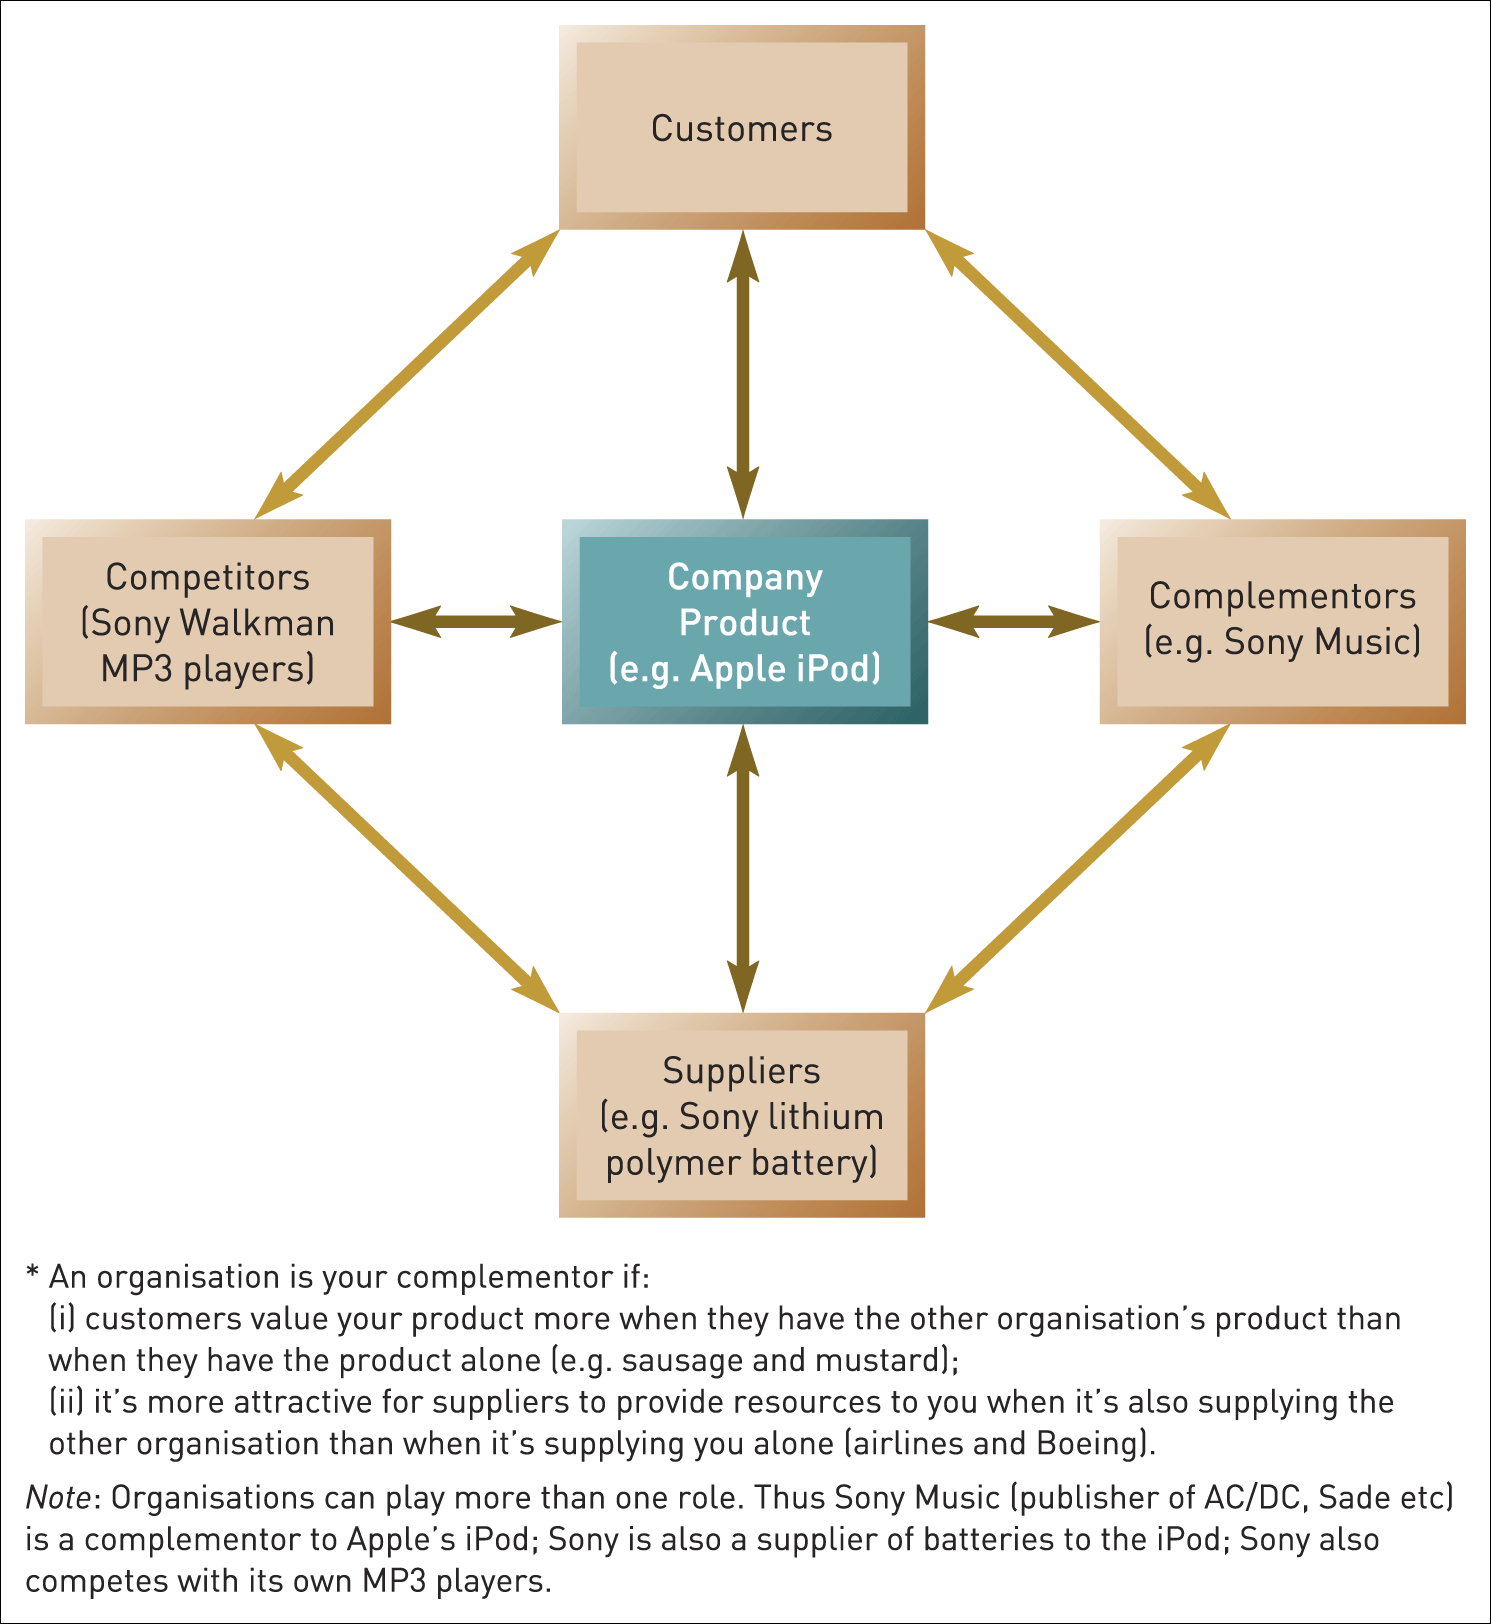 Customers
Competitors
(Sony Walkman
MP3 players)
Company
Product
(e.g. Apple iPod)
Complementors
(e.g. Sony Music)
Suppliers
(e.g. Sony lithium
polymer battery)
* An organisation is your complementor if:
(i) customers value your product more when they have the other organisation’s product than
when they have the product alone (e.g. sausage and mustard);
(ii) it’s more attractive for suppliers to provide resources to you when it’s also supplying the
other organisation than when it’s supplying you alone (airlines and Boeing).
Note: Organisations can play more than one role. Thus Sony Music (publisher of AC/DC, Sade etc)
is a complementor to Apple’s iPod; Sony is also a supplier of batteries to the iPod; Sony also
competes with its own MP3 players.